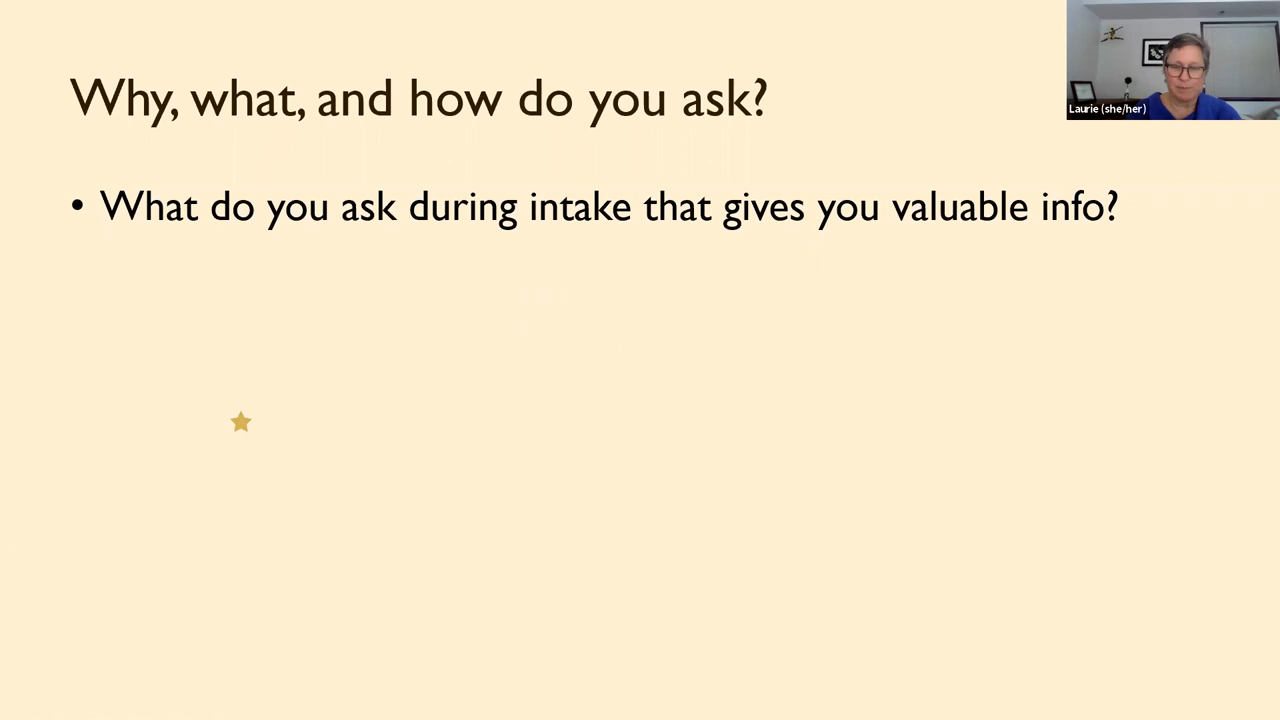 Why, what, and how do you ask?
• What do you ask during intake that gives you valuable info?
Laurie (she/her)